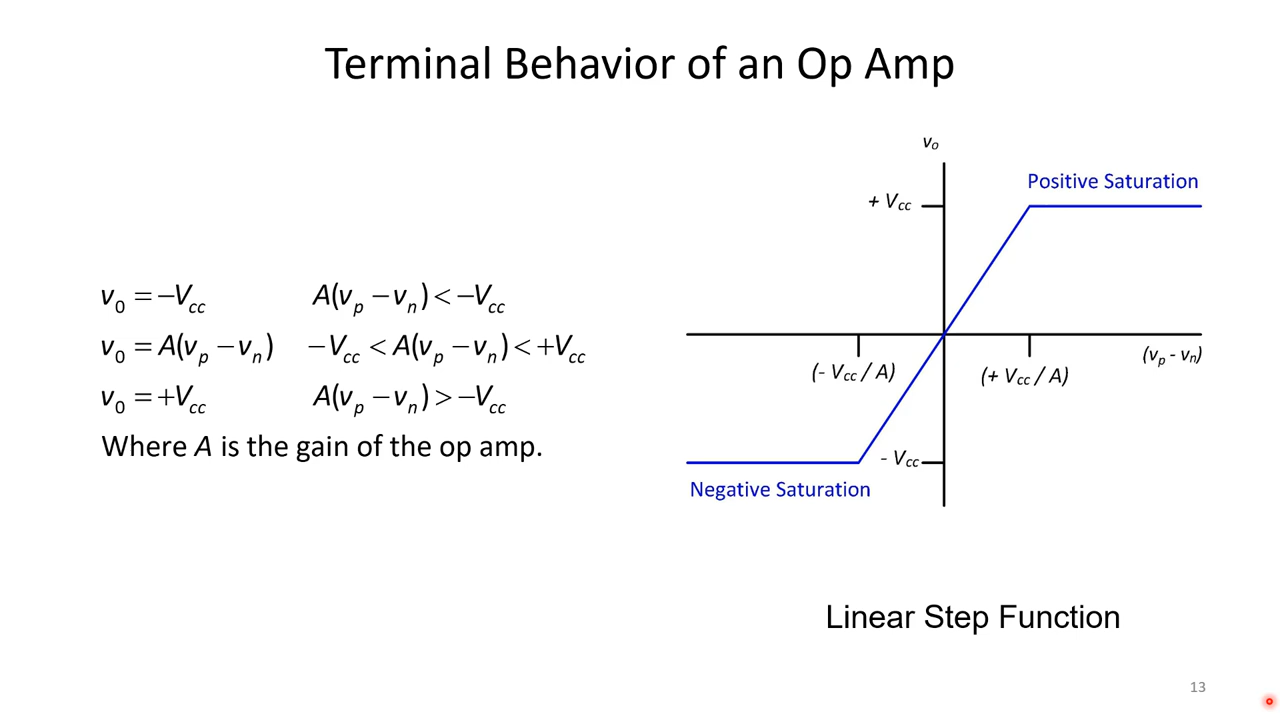 Terminal Behavior of an Op Amp
v₀ = −Vcc A(vp − vn) < −Vcc
v₀ = A(vp − vn) −Vcc < A(vp − vn) < +Vcc
v₀ = +Vcc A(vp − vn) > −Vcc
Where A is the gain of the op amp.
vo
Positive Saturation
+ Vcc
(vp - vn)
(- Vcc / A)
(+ Vcc / A)
- Vcc
Negative Saturation
Linear Step Function
13